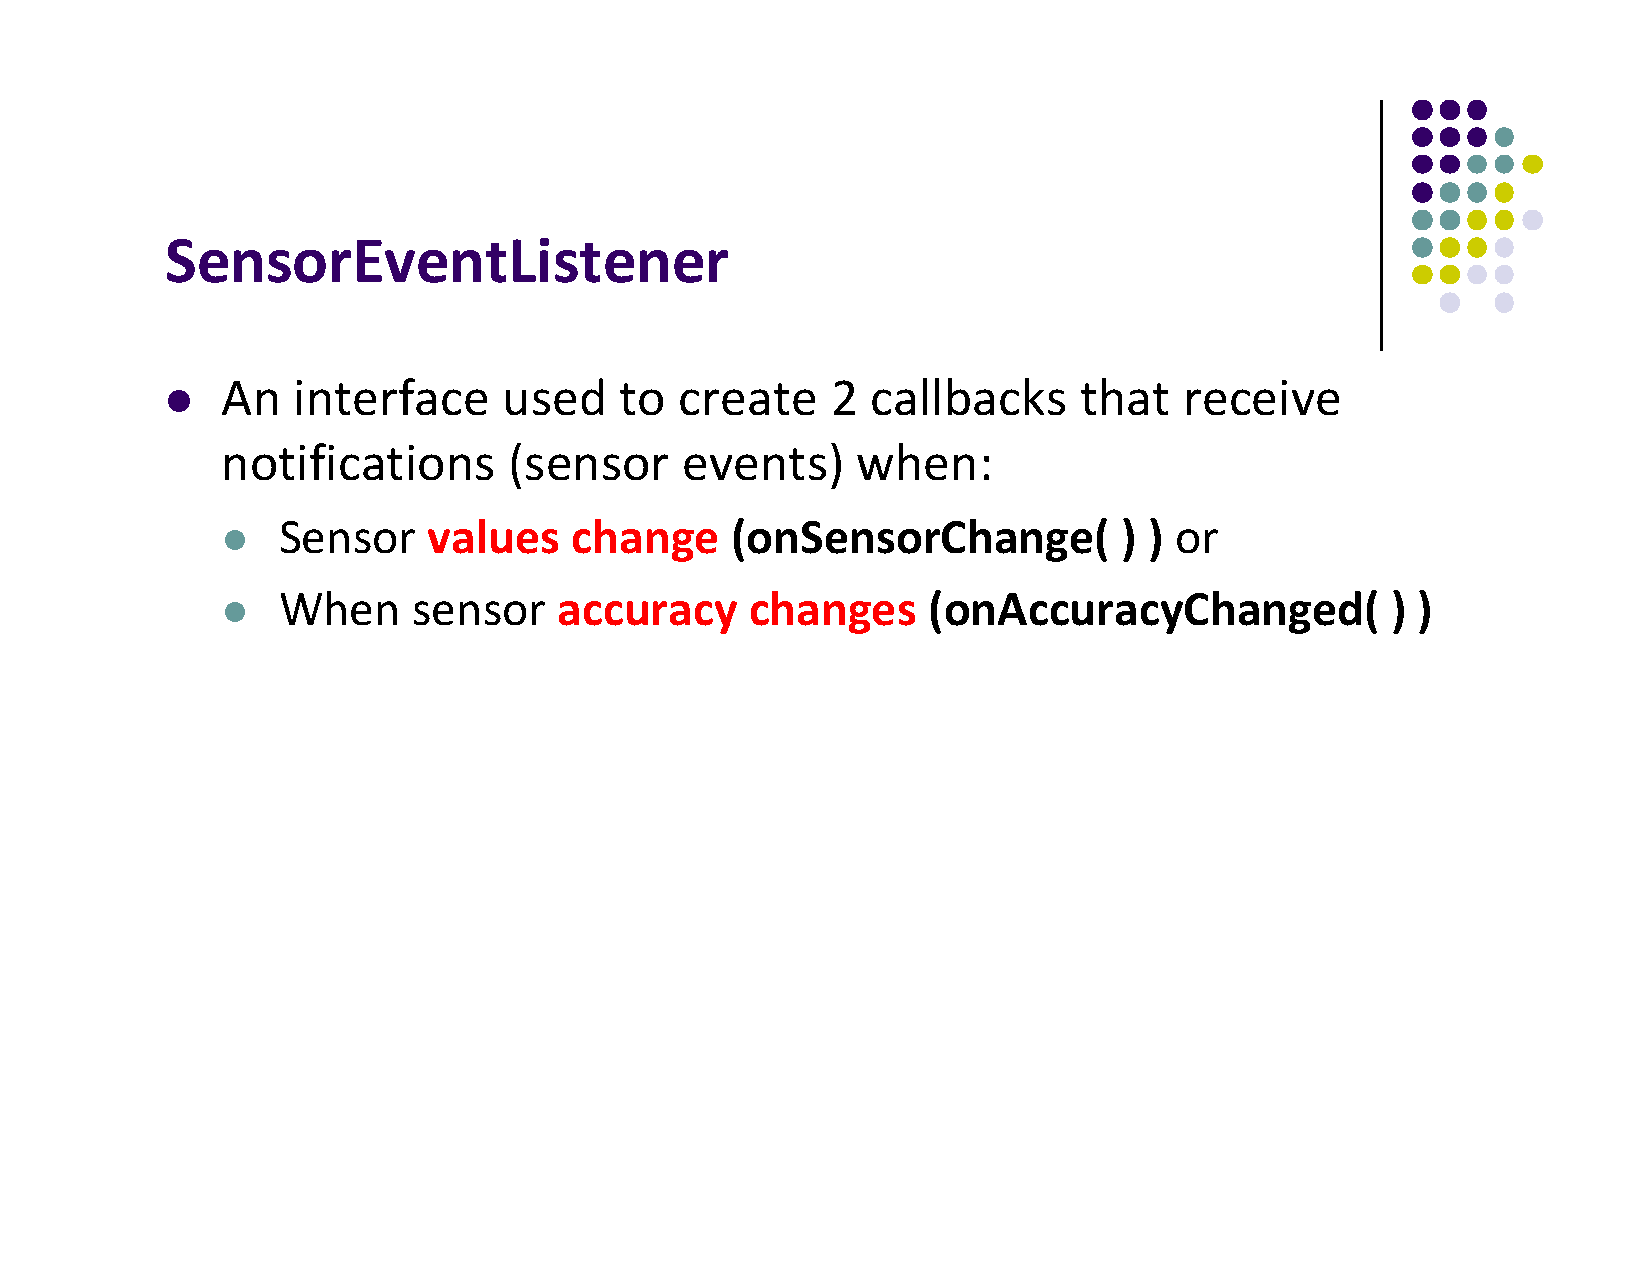 SensorEventListener
An interface used to create 2 callbacks that receive
notifications (sensor events) when:
Sensor values change (onSensorChange( ) ) or
When sensor accuracy changes (onAccuracyChanged( ) )